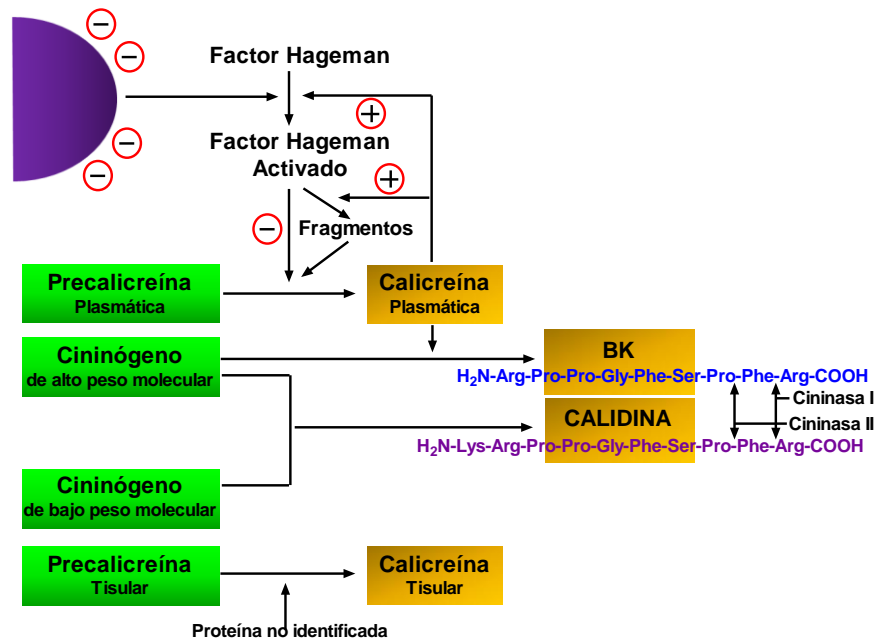 Factor Hageman
Factor Hageman
Activado
Fragmentos
Precalicreína
Plasmática
Calicreína
Plasmática
Cininógeno
de alto peso molecular
BK
H₂N-Arg-Pro-Pro-Gly-Phe-Ser-Pro-Phe-Arg-COOH
Cininasa I
Cininasa II
CALIDINA
H₂N-Lys-Arg-Pro-Pro-Gly-Phe-Ser-Pro-Phe-Arg-COOH
Cininógeno
de bajo peso molecular
Precalicreína
Tisular
Calicreína
Tisular
Proteína no identificada